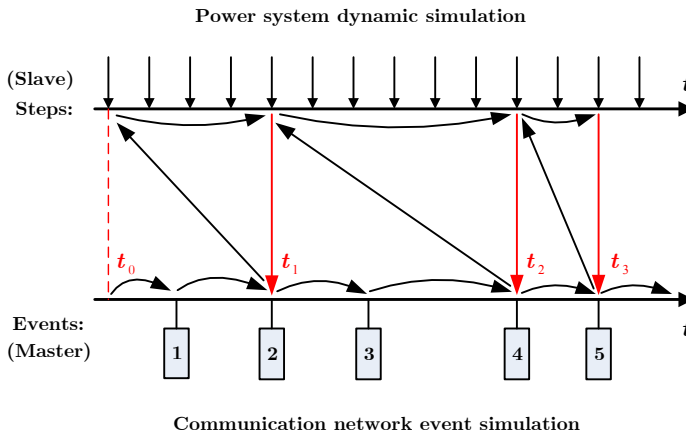 Power system dynamic simulation
(Slave)
Steps:
t
t0
t1
t2
t3
Events:
(Master)
t
1
2
3
4
5
Communication network event simulation